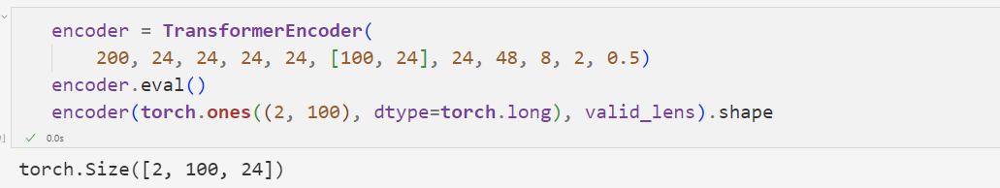 encoder = TransformerEncoder(
200, 24, 24, 24, 24, [100, 24], 24, 48, 8, 2, 0.5)
encoder.eval()
encoder(torch.ones((2, 100), dtype=torch.long), valid_lens).shape
] ✓ 0.0s
torch.Size([2, 100, 24])